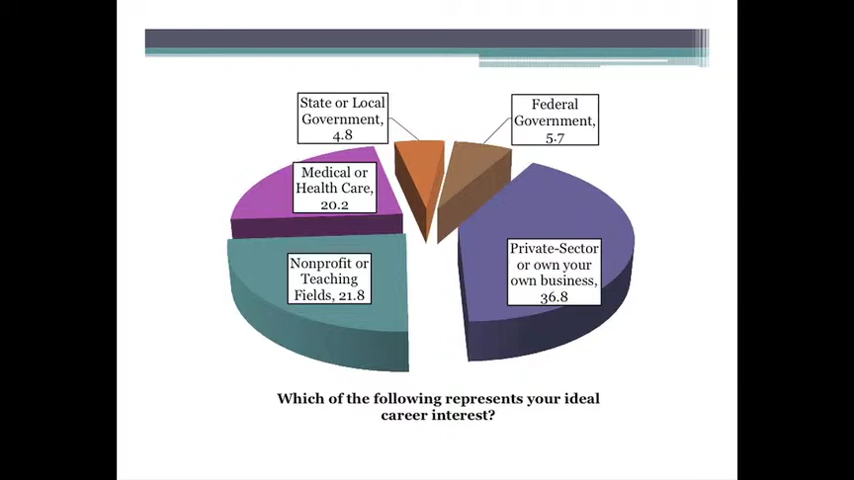 State or Local
Government,
4.8
Federal
Government,
5.7
Medical or
Health Care,
20.2
Private-Sector
or own your
own business,
36.8
Nonprofit or
Teaching
Fields, 21.8
Which of the following represents your ideal
career interest?